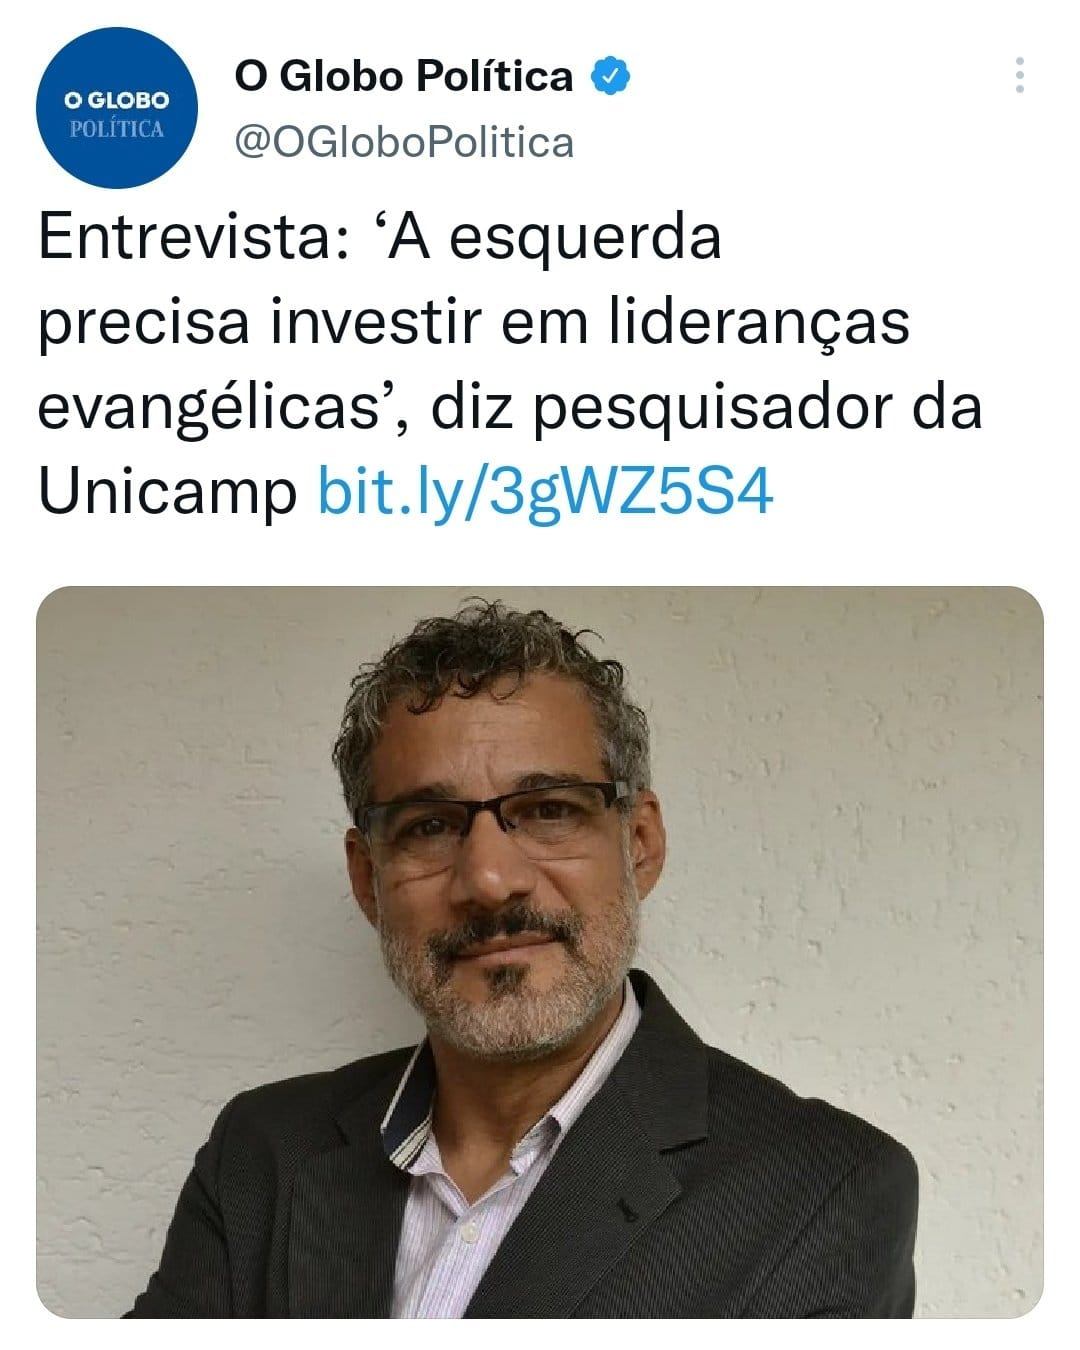 O GLOBO
POLÍTICA
O Globo Política
@OGloboPolitica
Entrevista: ‘A esquerda
precisa investir em lideranças
evangélicas’, diz pesquisador da
Unicamp bit.ly/3gWZ5S4